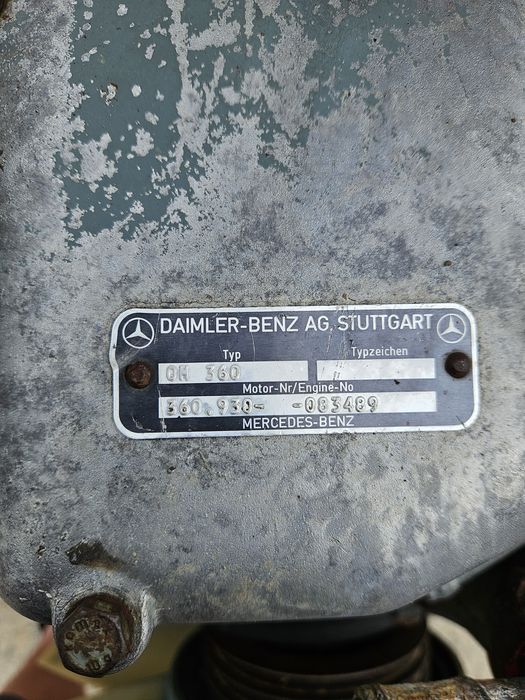 DAIMLER-BENZ AG, STUTTGART
Typ Typzeichen
OM 360
Motor-Nr/Engine-No
360.930- -083489
MERCEDES-BENZ